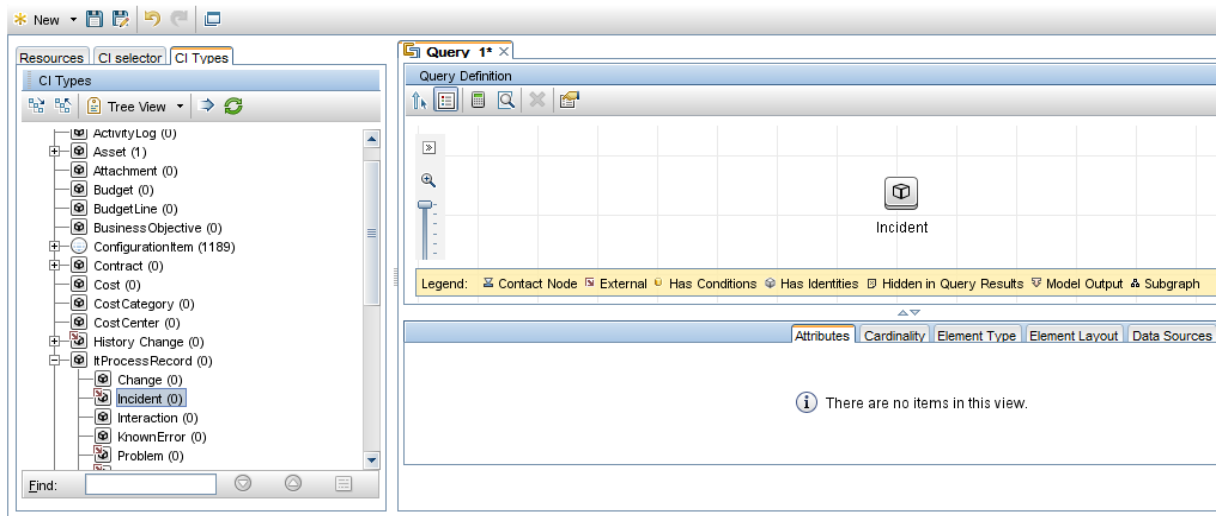 New
Resources CI selector CI Types
CI Types
Tree View
ActivityLog (0)
Asset (1)
Attachment (0)
Budget (0)
BudgetLine (0)
BusinessObjective (0)
ConfigurationItem (1189)
Contract (0)
Cost (0)
CostCategory (0)
CostCenter (0)
History Change (0)
ItProcessRecord (0)
Change (0)
Incident (0)
Interaction (0)
KnownError (0)
Problem (0)
Find:
Query 1*
Query Definition
Incident
Legend: Contact Node External Has Conditions Has Identities Hidden in Query Results Model Output Subgraph
Attributes Cardinality Element Type Element Layout Data Sources
There are no items in this view.